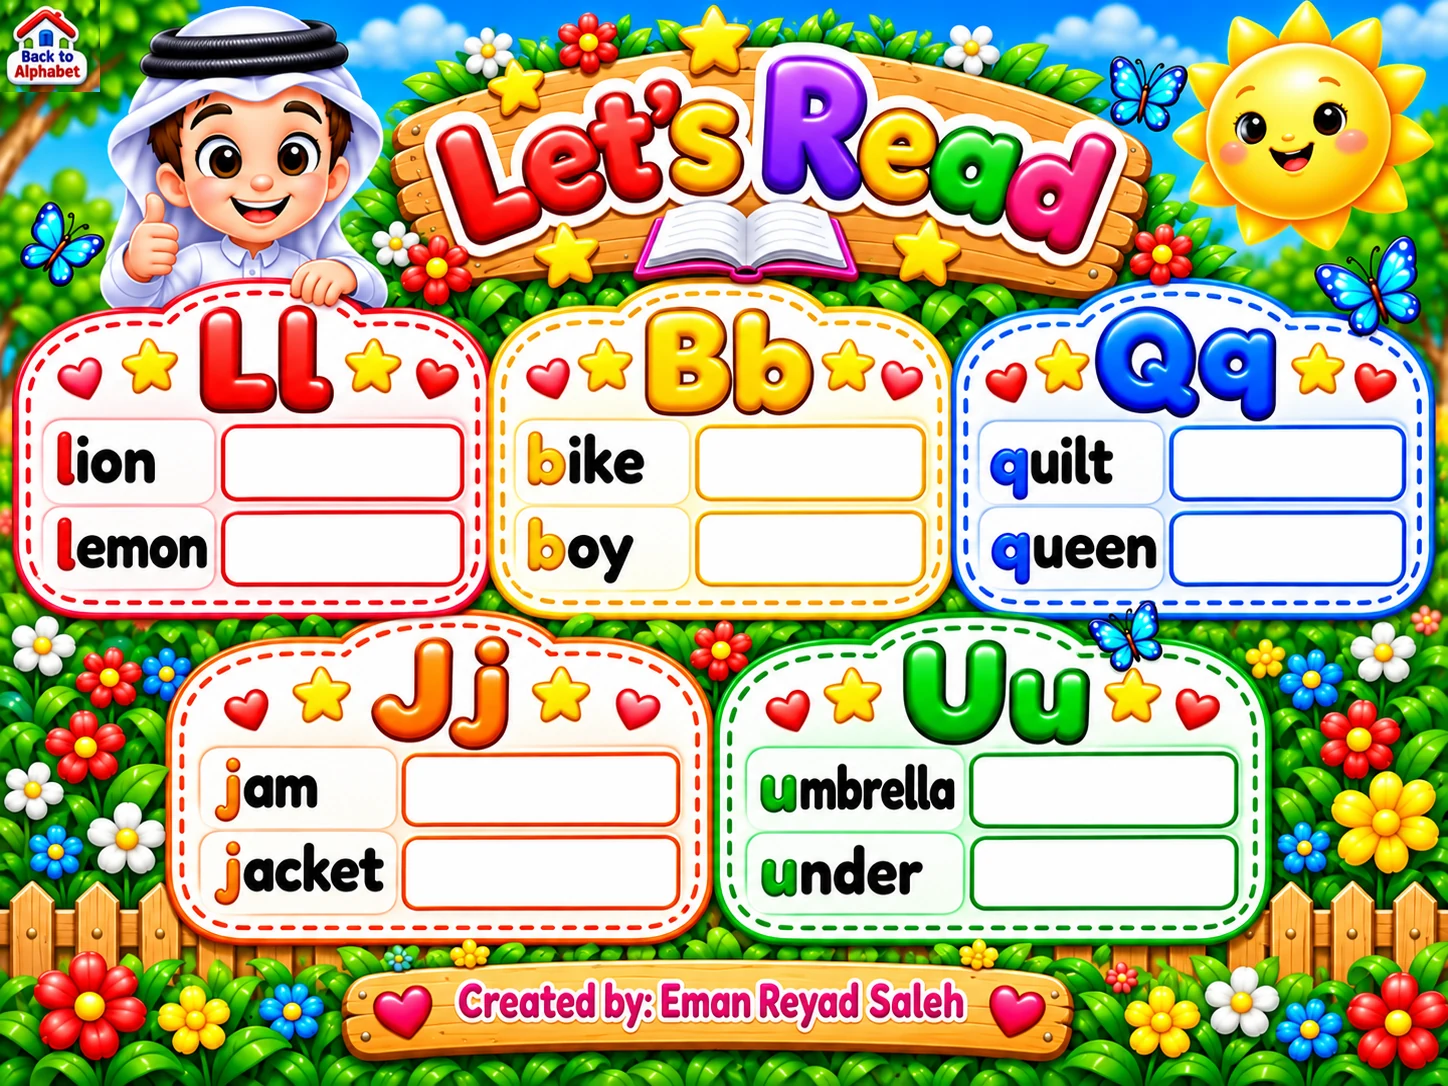 Back to
Alphabet
Let's Read
Ll
lion
lemon
Bb
bike
boy
Qq
quilt
queen
Jj
jam
jacket
Uu
umbrella
under
Created by: Eman Reyad Saleh